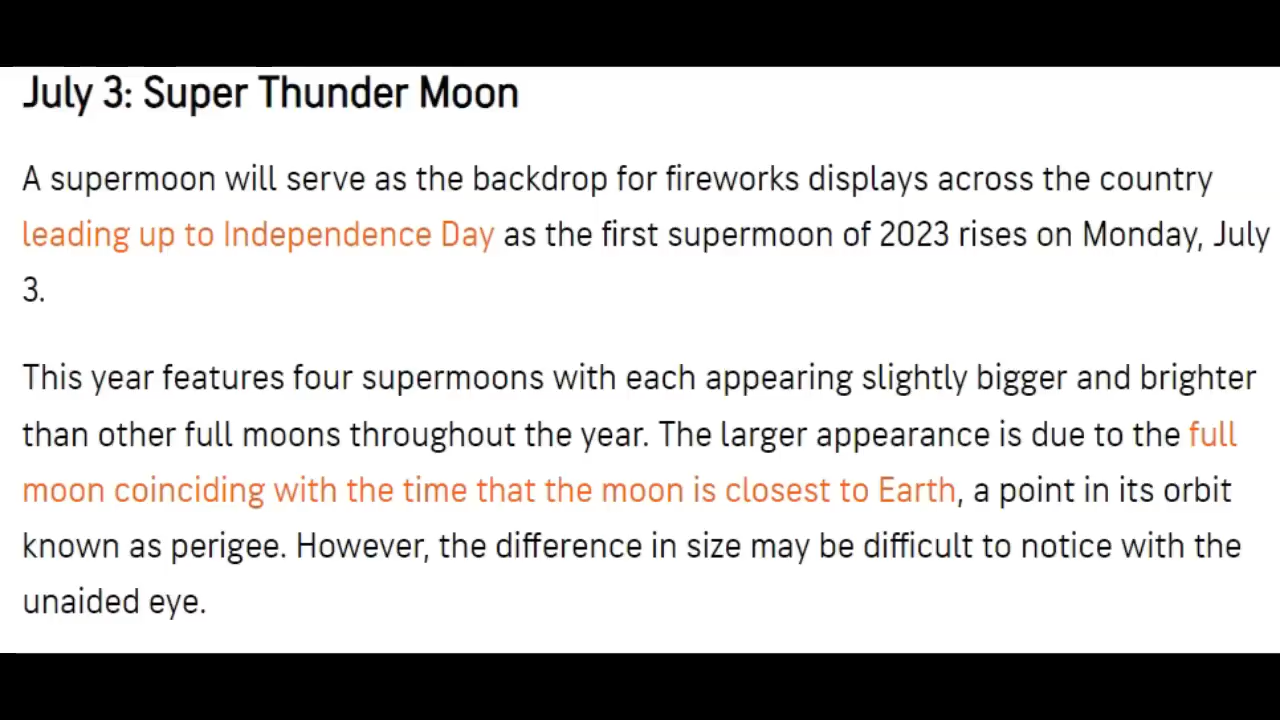 July 3: Super Thunder Moon
A supermoon will serve as the backdrop for fireworks displays across the country
leading up to Independence Day as the first supermoon of 2023 rises on Monday, July
3.
This year features four supermoons with each appearing slightly bigger and brighter
than other full moons throughout the year. The larger appearance is due to the full
moon coinciding with the time that the moon is closest to Earth, a point in its orbit
known as perigee. However, the difference in size may be difficult to notice with the
unaided eye.